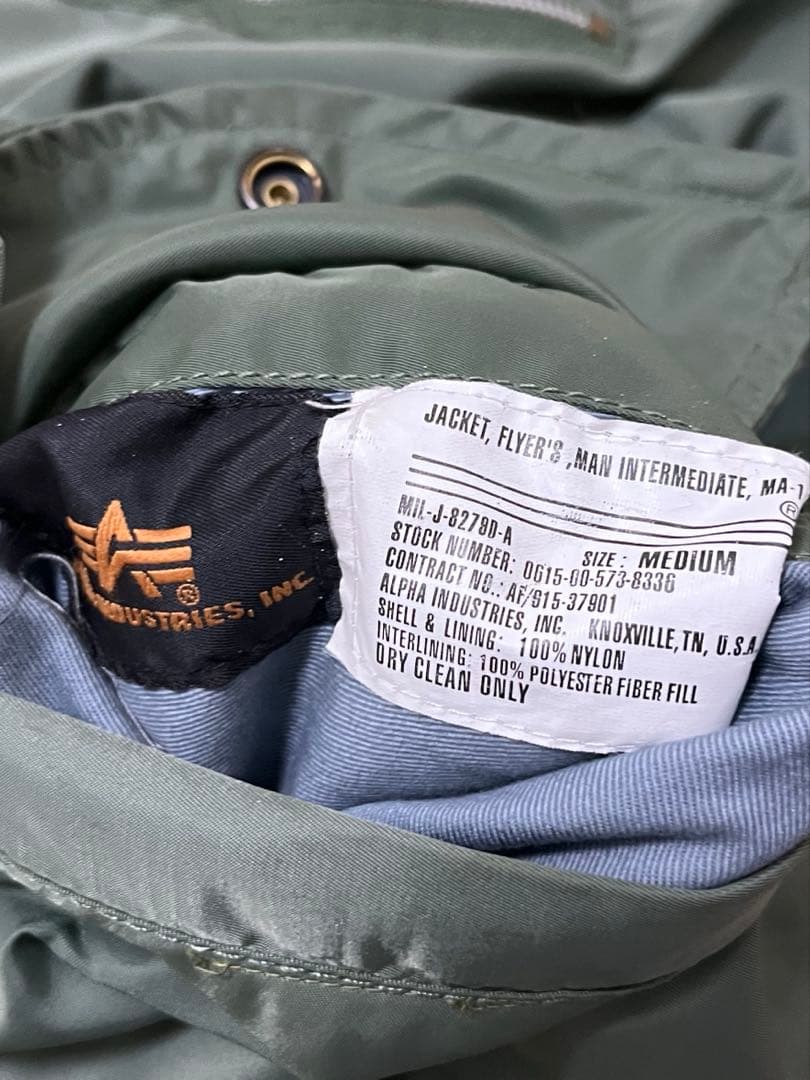 JACKET, FLYER'S ,MAN INTERMEDIATE, MA-1
®
MIL-J-8279D-A
SIZE: MEDIUM
STOCK NUMBER: 0615-00-573-8336
CONTRACT NO.: AF/915-37901
ALPHA INDUSTRIES, INC. KNOXVILLE,TN, U.S.A.
SHELL & LINING: 100% NYLON
INTERLINING: 100% POLYESTER FIBER FILL
DRY CLEAN ONLY
®
INDUSTRIES, INC